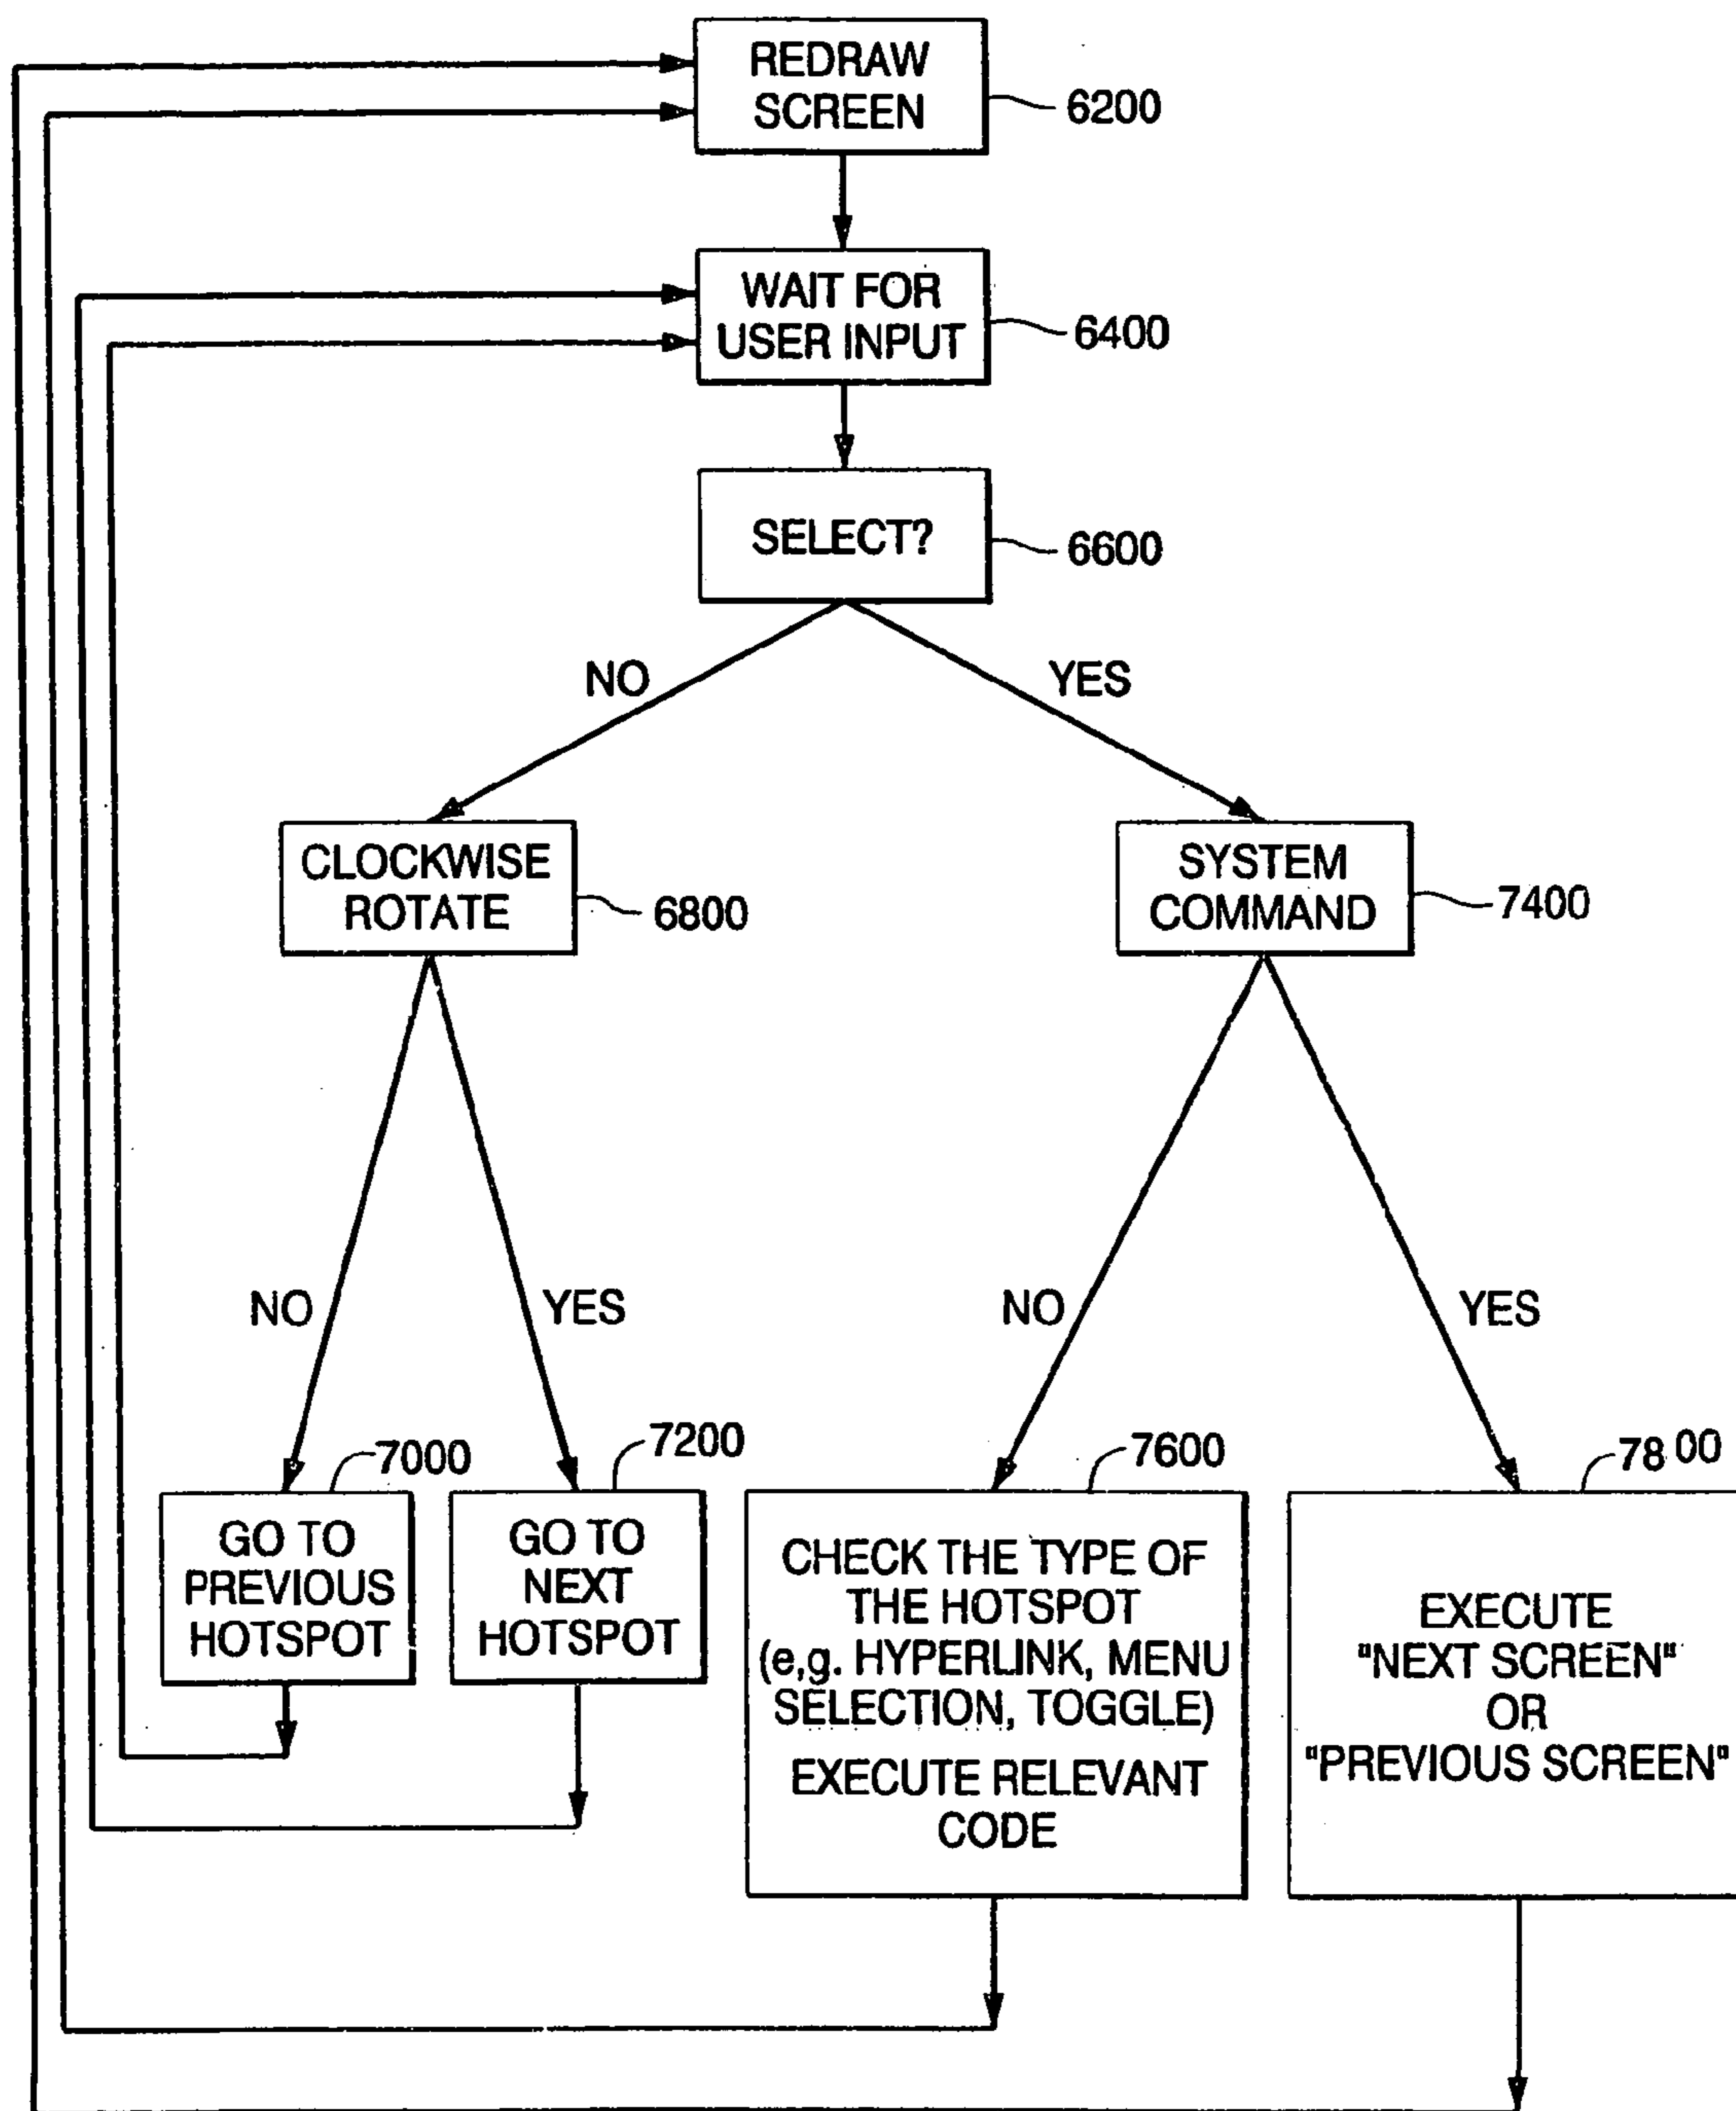 REDRAW
SCREEN
6200
WAIT FOR
USER INPUT
6400
SELECT?
6600
NO
YES
CLOCKWISE
ROTATE
6800
SYSTEM
COMMAND
7400
NO
YES
NO
YES
7000
7200
7600
7800
GO TO
PREVIOUS
HOTSPOT
GO TO
NEXT
HOTSPOT
CHECK THE TYPE OF
THE HOTSPOT
(e,g. HYPERLINK, MENU
SELECTION, TOGGLE)
EXECUTE RELEVANT
CODE
EXECUTE
"NEXT SCREEN"
OR
"PREVIOUS SCREEN"